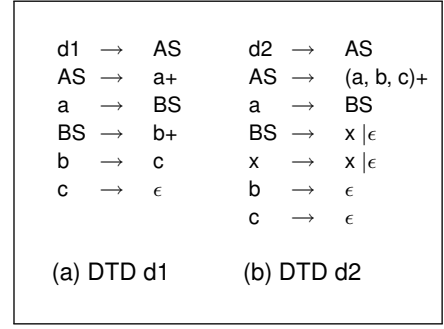 d1 → AS d2 → AS
AS → a+ AS → (a, b, c)+
a → BS a → BS
BS → b+ BS → x | ϵ
b → c x → x | ϵ
c → ϵ b → ϵ
c → ϵ
(a) DTD d1 (b) DTD d2